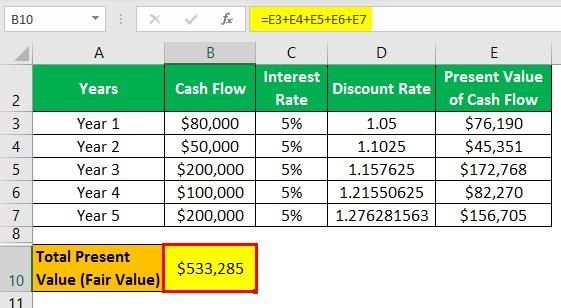 B10 fx =E3+E4+E5+E6+E7
A B C D E
2 Years Cash Flow Interest Rate Discount Rate Present Value of Cash Flow
3 Year 1 $80,000 5% 1.05 $76,190
4 Year 2 $50,000 5% 1.1025 $45,351
5 Year 3 $200,000 5% 1.157625 $172,768
6 Year 4 $100,000 5% 1.21550625 $82,270
7 Year 5 $200,000 5% 1.276281563 $156,705
8
10 Total Present Value (Fair Value) $533,285
11